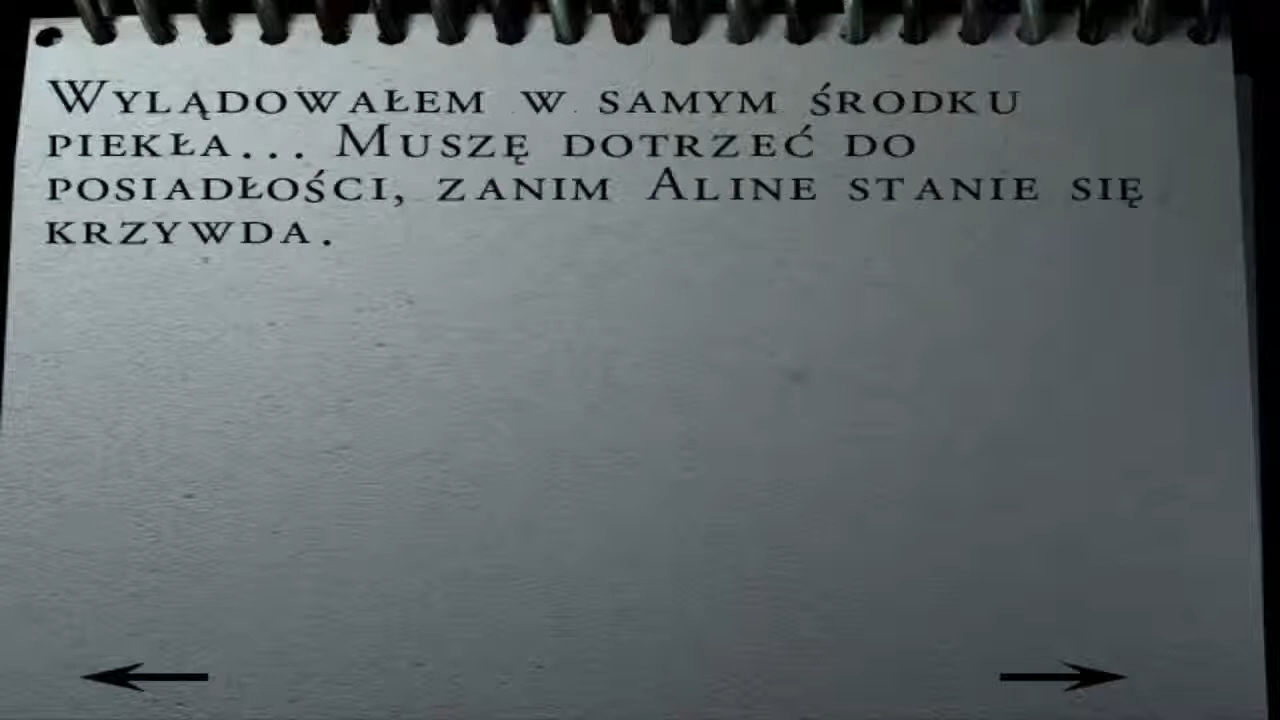 Wylądowałem w samym środku
piekła... Muszę dotrzeć do
posiadłości, zanim Aline stanie się
krzywda.